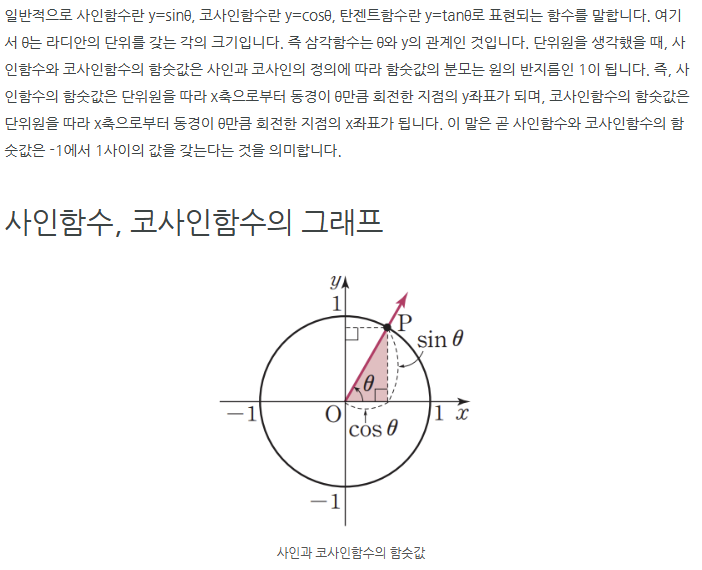 일반적으로 사인함수란 y=sinθ, 코사인함수란 y=cosθ, 탄젠트함수란 y=tanθ로 표현되는 함수를 말합니다. 여기
서 θ는 라디안의 단위를 갖는 각의 크기입니다. 즉 삼각함수는 θ와 y의 관계인 것입니다. 단위원을 생각했을 때, 사
인함수와 코사인함수의 함숫값은 사인과 코사인의 정의에 따라 함숫값의 분모는 원의 반지름인 1이 됩니다. 즉, 사
인함수의 함숫값은 단위원을 따라 x축으로부터 동경이 θ만큼 회전한 지점의 y좌표가 되며, 코사인함수의 함숫값은
단위원을 따라 x축으로부터 동경이 θ만큼 회전한 지점의 x좌표가 됩니다. 이 말은 곧 사인함수와 코사인함수의 함
숫값은 -1에서 1사이의 값을 갖는다는 것을 의미합니다.
사인함수, 코사인함수의 그래프
y
1
P
sin θ
θ
−1
O
1 x
cos θ
−1
사인과 코사인함수의 함숫값